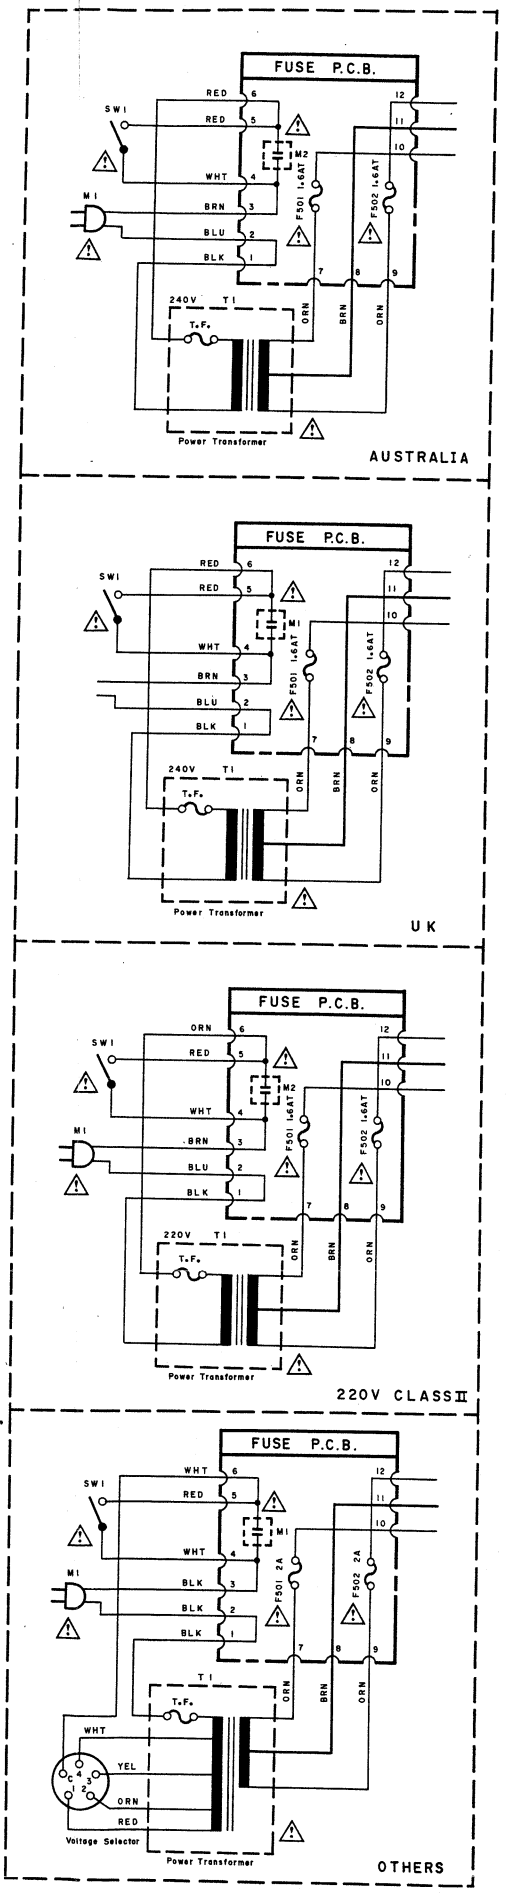 FUSE P.C.B.
RED 6 12
SW1 RED 5 11
M2 10
WHT 4
M1 BRN 3 F501 1.6AT F502 1.6AT
BLU 2
BLK 1
7 8 9
240V T1 ORN BRN ORN
T.F.
Power Transformer
AUSTRALIA
FUSE P.C.B.
RED 6 12
SW1 RED 5 11
M1 10
WHT 4
BRN 3 F501 1.6AT F502 1.6AT
BLU 2
BLK 1
7 8 9
240V T1 ORN BRN ORN
T.F.
Power Transformer
UK
FUSE P.C.B.
ORN 6 12
SW1 RED 5 11
M2 10
WHT 4
M1 BRN 3 F501 1.6AT F502 1.6AT
BLU 2
BLK 1
7 8 9
220V T1 ORN BRN ORN
T.F.
Power Transformer
220V CLASS II
FUSE P.C.B.
WHT 6 12
SW1 RED 5 11
M1 10
WHT 4
M1 BLK 3 F501 2A F502 2A
BLK 2
BLK 1
7 8 9
T1 ORN BRN ORN
T.F.
WHT
C 4 3 YEL
1 2 ORN
RED
Voltage Selector
Power Transformer
OTHERS
! ! ! ! !
! ! ! ! !
! ! ! ! !
! ! ! ! ! !